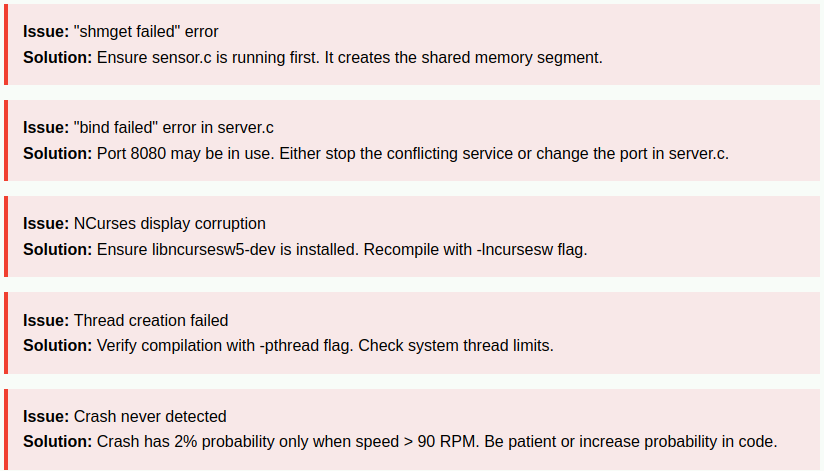 Issue: "shmget failed" error
Solution: Ensure sensor.c is running first. It creates the shared memory segment.
Issue: "bind failed" error in server.c
Solution: Port 8080 may be in use. Either stop the conflicting service or change the port in server.c.
Issue: NCurses display corruption
Solution: Ensure libncursesw5-dev is installed. Recompile with -lncursesw flag.
Issue: Thread creation failed
Solution: Verify compilation with -pthread flag. Check system thread limits.
Issue: Crash never detected
Solution: Crash has 2% probability only when speed > 90 RPM. Be patient or increase probability in code.